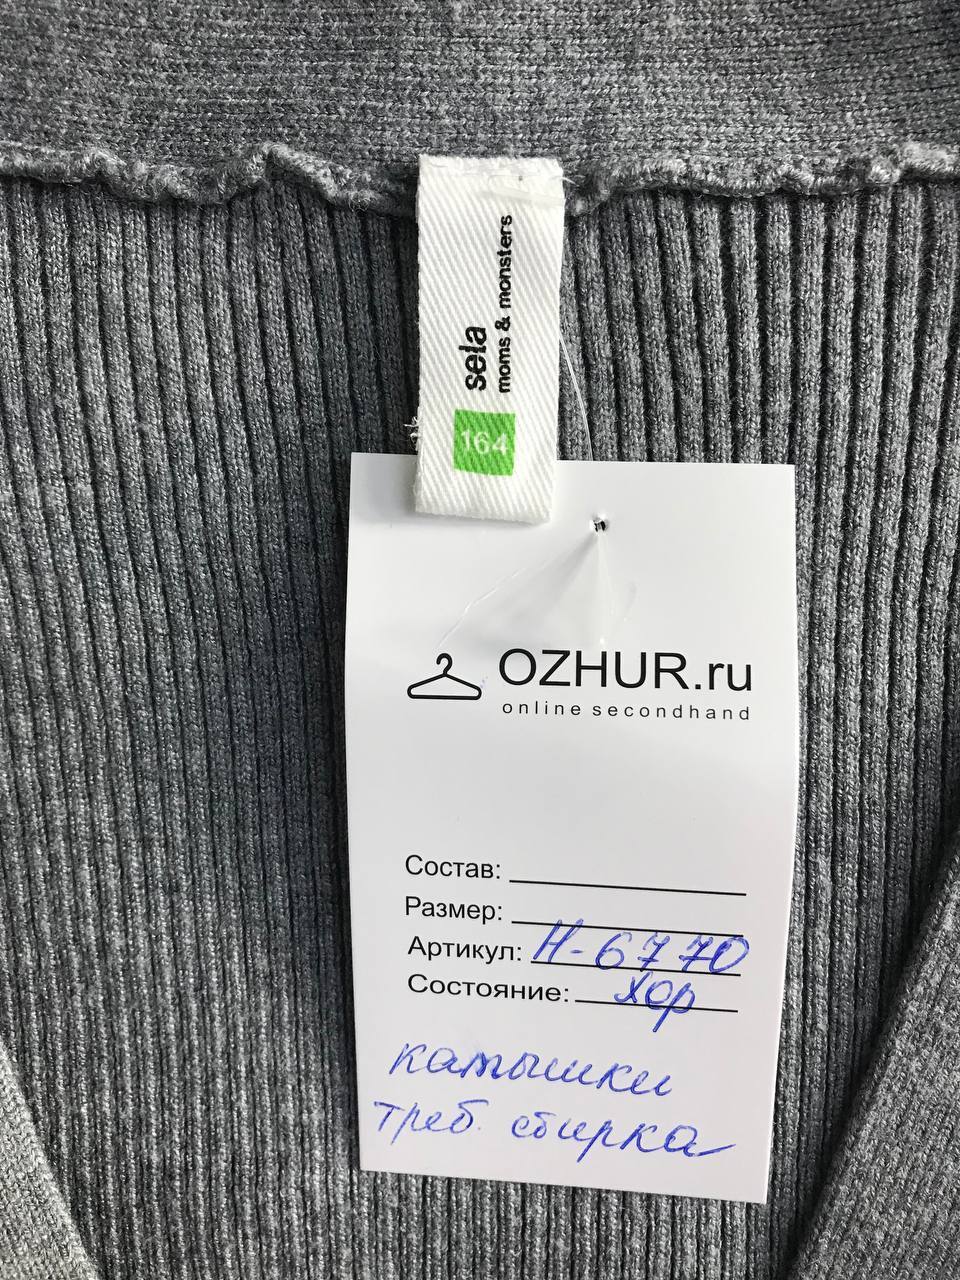 sela
moms & monsters
164
OZHUR.ru
online secondhand
Состав:
Размер:
Артикул: Н-6770
Состояние: хор
катышки
треб. стирка